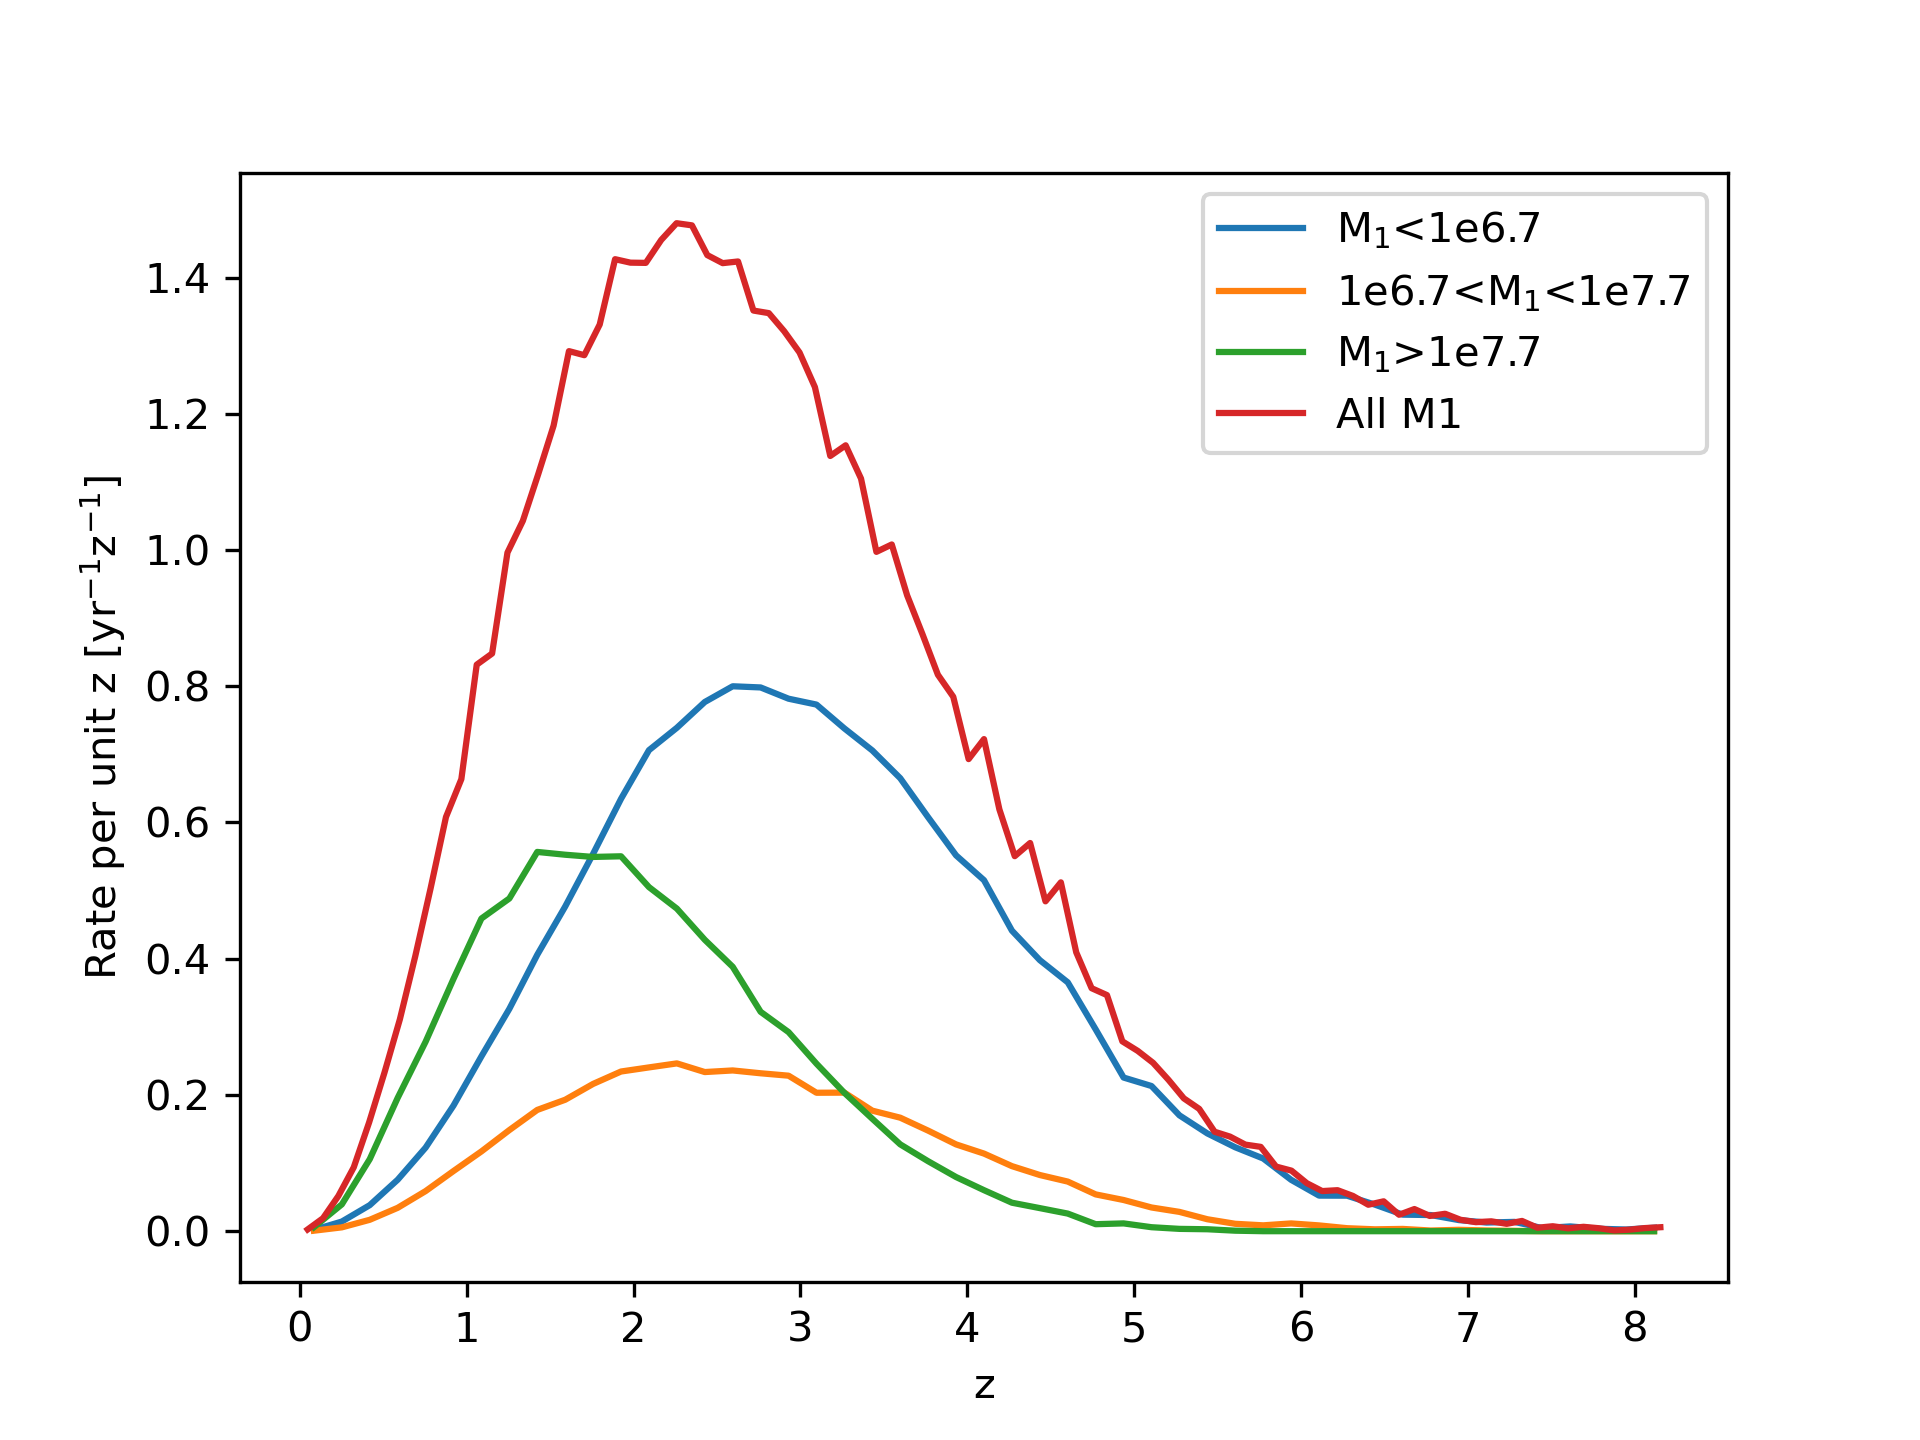 M₁<1e6.7
1e6.7<M₁<1e7.7
M₁>1e7.7
All M1
Rate per unit z [yr⁻¹z⁻¹]
1.4
1.2
1.0
0.8
0.6
0.4
0.2
0.0
0 1 2 3 4 5 6 7 8
z